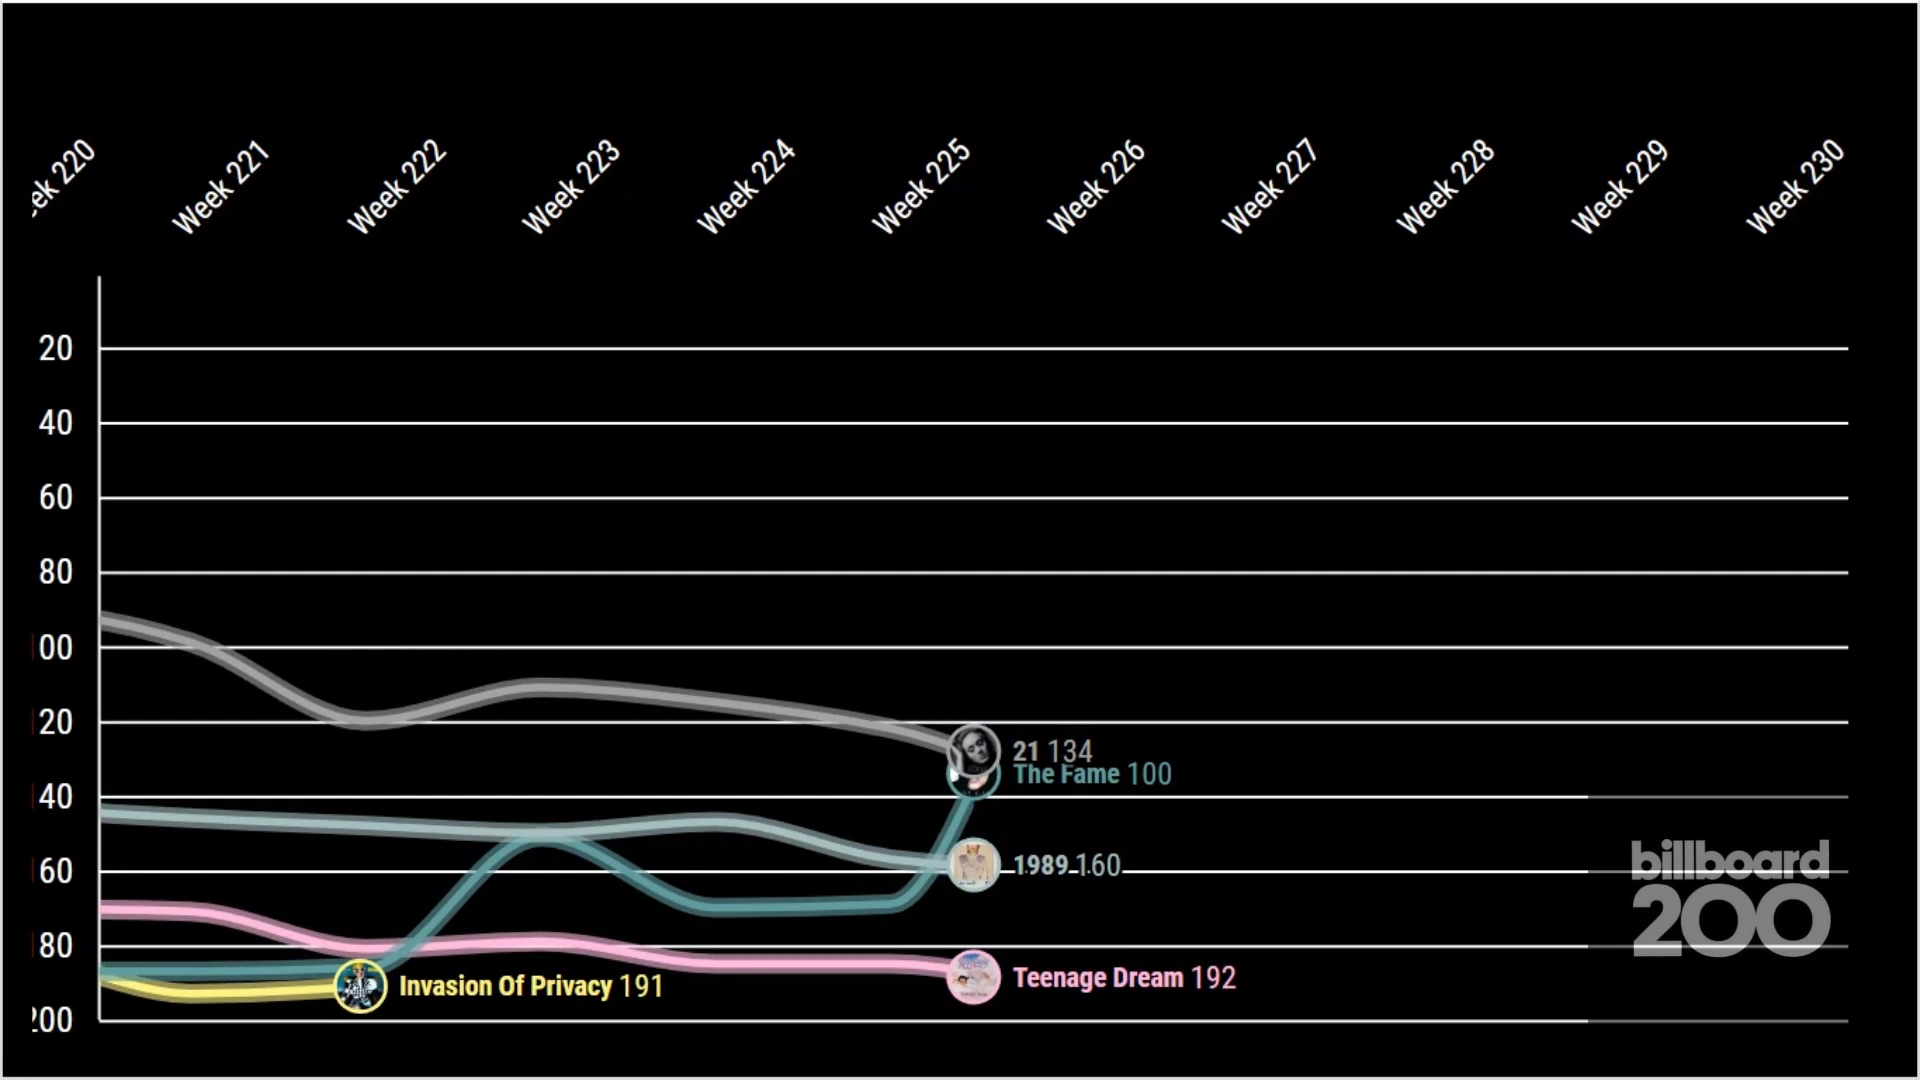 ek 220
Week 221
Week 222
Week 223
Week 224
Week 225
Week 226
Week 227
Week 228
Week 229
Week 230
20
40
60
80
00
20
21 134
The Fame 100
40
1989 160
60
80
Teenage Dream 192
Invasion Of Privacy 191
200
billboard
200